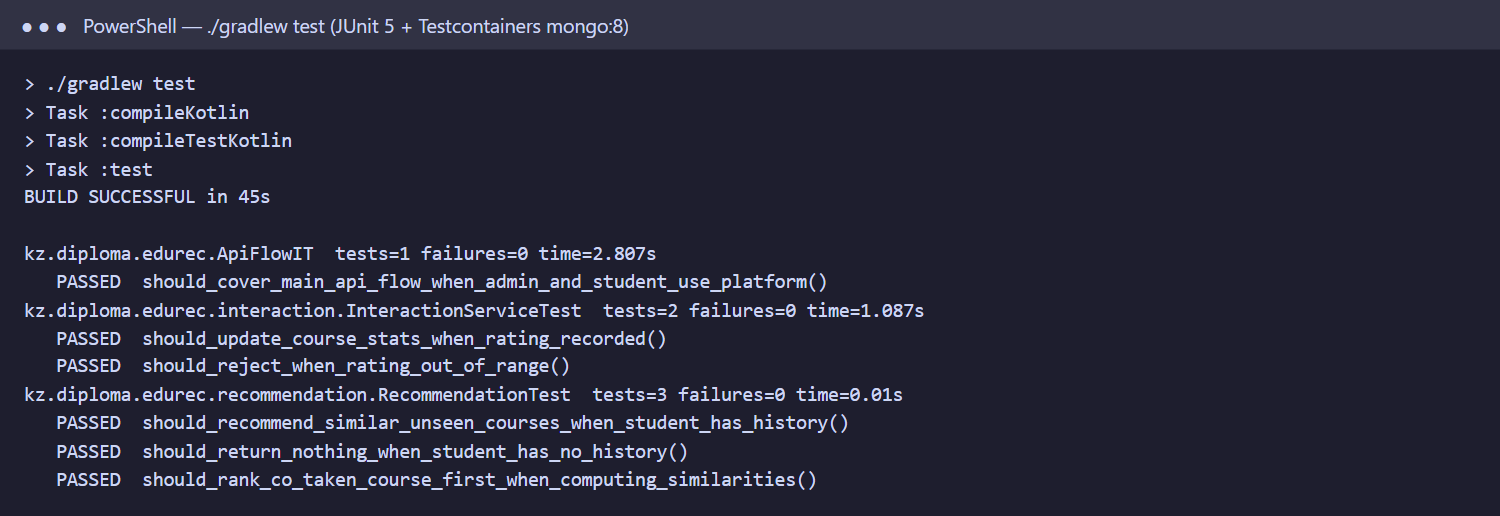 PowerShell — ./gradlew test (JUnit 5 + Testcontainers mongo:8)
> ./gradlew test
> Task :compileKotlin
> Task :compileTestKotlin
> Task :test
BUILD SUCCESSFUL in 45s
kz.diploma.edurec.ApiFlowIT  tests=1 failures=0 time=2.807s
   PASSED  should_cover_main_api_flow_when_admin_and_student_use_platform()
kz.diploma.edurec.interaction.InteractionServiceTest  tests=2 failures=0 time=1.087s
   PASSED  should_update_course_stats_when_rating_recorded()
   PASSED  should_reject_when_rating_out_of_range()
kz.diploma.edurec.recommendation.RecommendationTest  tests=3 failures=0 time=0.01s
   PASSED  should_recommend_similar_unseen_courses_when_student_has_history()
   PASSED  should_return_nothing_when_student_has_no_history()
   PASSED  should_rank_co_taken_course_first_when_computing_similarities()